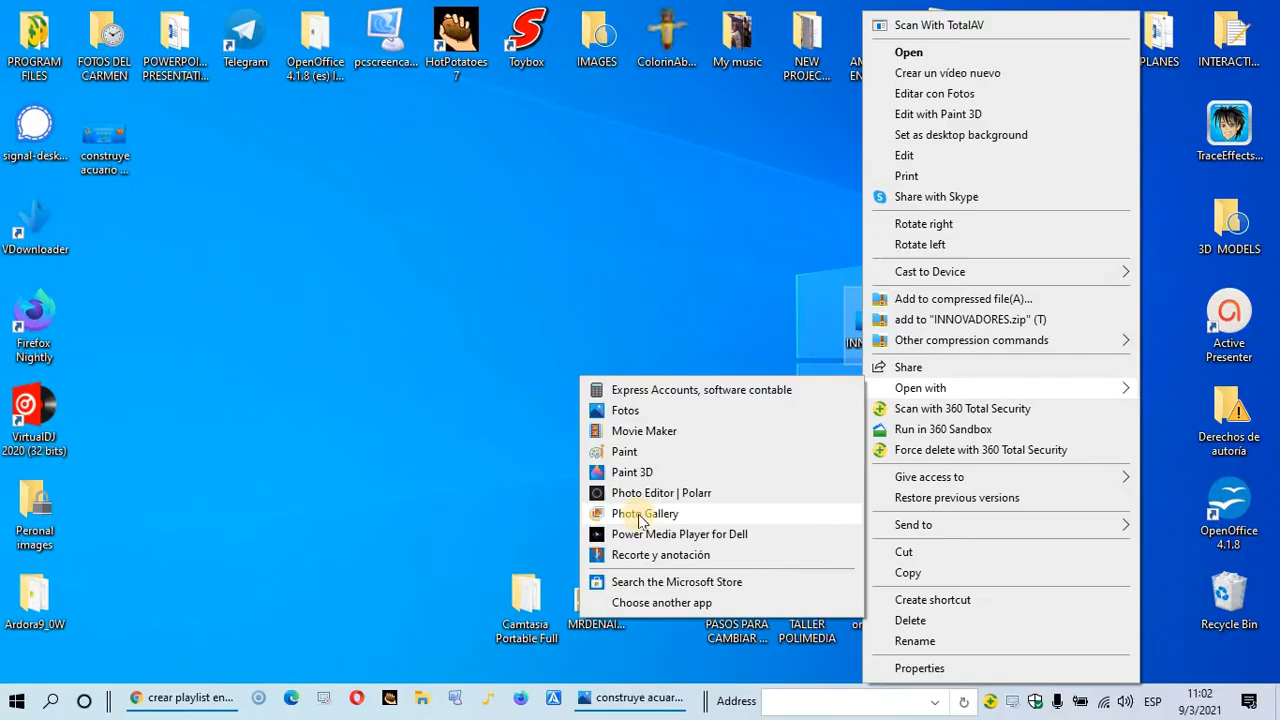 PROGRAM
FILES
FOTOS DEL
CARMEN
POWERPOI...
PRESENTATI...
Telegram
OpenOffice
4.1.8 (es) I...
pcscreenca...
HotPotatoes
7
Toybox
IMAGES
ColorinAb...
My music
NEW
PROJEC...
PLANES
INTERACTI...
signal-desk...
construye
acuario ...
TraceEffects...
VDownloader
3D_MODELS
Firefox
Nightly
Active
Presenter
VirtualDJ
2020 (32 bits)
Derechos de
autoría
Peronal
images
OpenOffice
4.1.8
Ardora9_0W
Camtasia
Portable Full
MRDENAI...
PASOS PARA
CAMBIAR ...
TALLER
POLIMEDIA
Recycle Bin
Scan With TotalAV
Open
Crear un vídeo nuevo
Editar con Fotos
Edit with Paint 3D
Set as desktop background
Edit
Print
Share with Skype
Rotate right
Rotate left
Cast to Device
Add to compressed file(A)...
add to "INNOVADORES.zip" (T)
Other compression commands
Share
Open with
Scan with 360 Total Security
Run in 360 Sandbox
Force delete with 360 Total Security
Give access to
Restore previous versions
Send to
Cut
Copy
Create shortcut
Delete
Rename
Properties
Express Accounts, software contable
Fotos
Movie Maker
Paint
Paint 3D
Photo Editor | Polarr
Photo Gallery
Power Media Player for Dell
Recorte y anotación
Search the Microsoft Store
Choose another app
crear playlist en...
construye acuar...
Address
ESP
11:02
9/3/2021